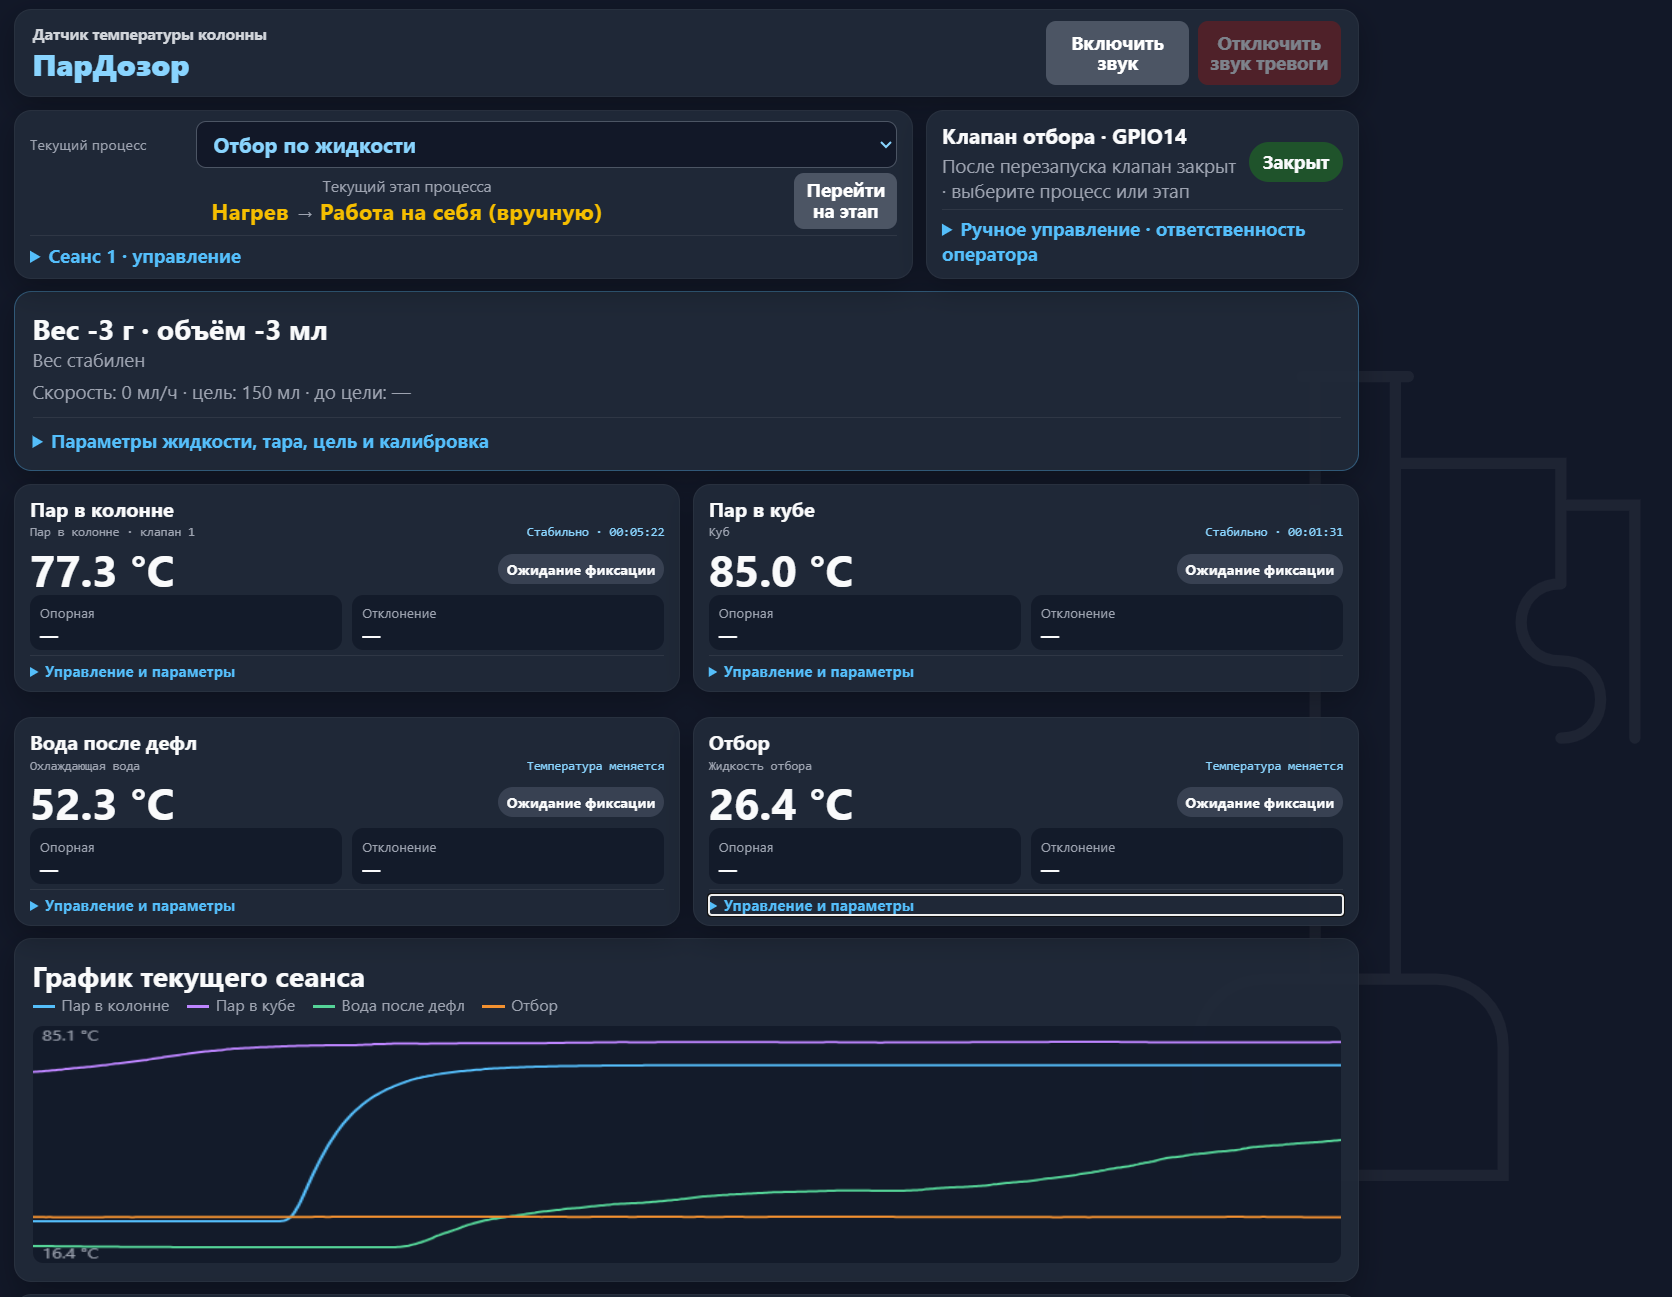 Датчик температуры колонны
ПарДозор
Включить
звук
Отключить
звук тревоги
Текущий процесс
Отбор по жидкости
Текущий этап процесса
Нагрев → Работа на себя (вручную)
Перейти
на этап
▶ Сеанс 1 · управление
Клапан отбора · GPIO14
После перезапуска клапан закрыт
· выберите процесс или этап
Закрыт
▶ Ручное управление · ответственность
оператора
Вес -3 г · объём -3 мл
Вес стабилен
Скорость: 0 мл/ч · цель: 150 мл · до цели: —
▶ Параметры жидкости, тара, цель и калибровка
Пар в колонне
Пар в колонне · клапан 1
Стабильно · 00:05:22
77.3 °C
Ожидание фиксации
Опорная
—
Отклонение
—
▶ Управление и параметры
Пар в кубе
Куб
Стабильно · 00:01:31
85.0 °C
Ожидание фиксации
Опорная
—
Отклонение
—
▶ Управление и параметры
Вода после дефл
Охлаждающая вода
Температура меняется
52.3 °C
Ожидание фиксации
Опорная
—
Отклонение
—
▶ Управление и параметры
Отбор
Жидкость отбора
Температура меняется
26.4 °C
Ожидание фиксации
Опорная
—
Отклонение
—
▶ Управление и параметры
График текущего сеанса
Пар в колонне
Пар в кубе
Вода после дефл
Отбор
85.1 °C
16.4 °C